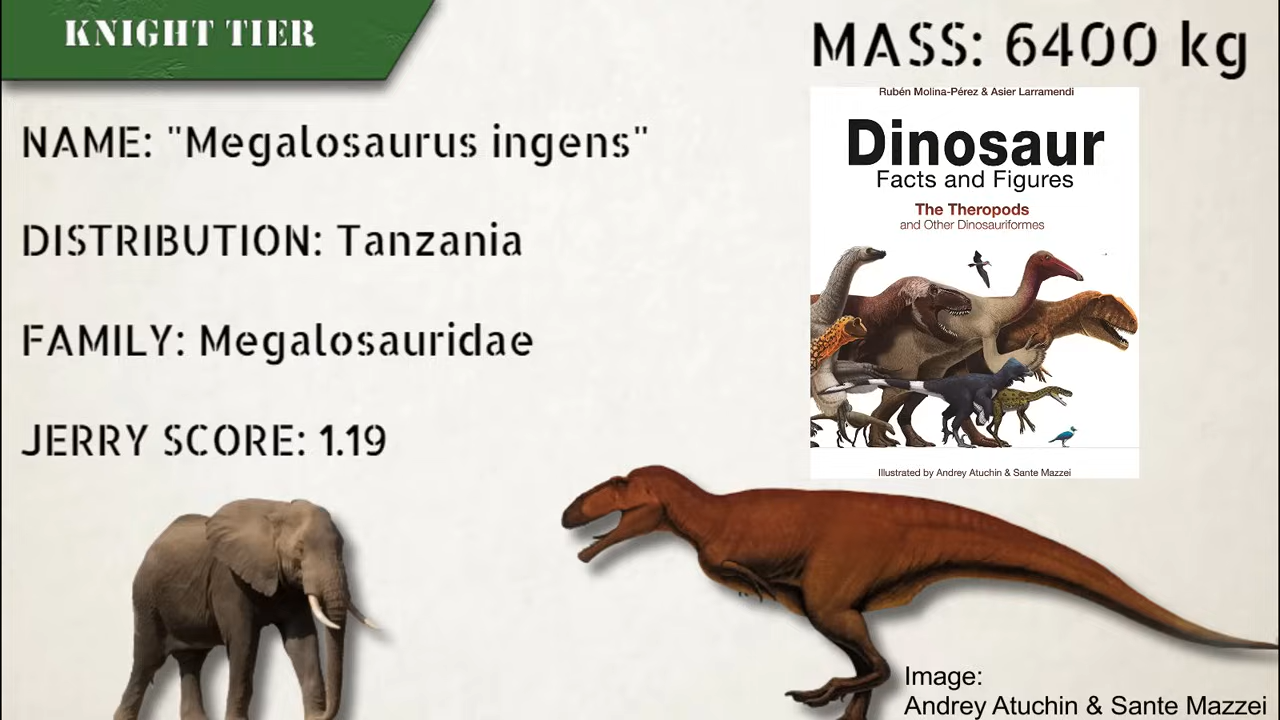 KNIGHT TIER
MASS: 6400 kg
NAME: "Megalosaurus ingens"
DISTRIBUTION: Tanzania
FAMILY: Megalosauridae
JERRY SCORE: 1.19
Rubén Molina-Pérez & Asier Larramendi
Dinosaur
Facts and Figures
The Theropods
and Other Dinosauriformes
Illustrated by Andrey Atuchin & Sante Mazzei
Image:
Andrey Atuchin & Sante Mazzei